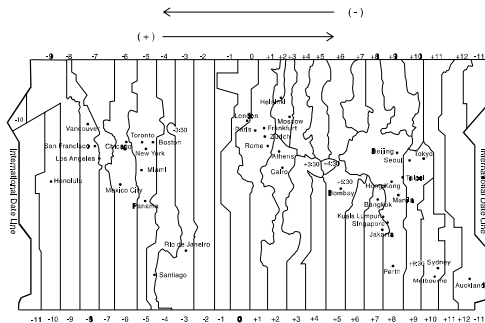 (-)
(+)
-9 -8 -7 -6 -5 -4 -3 -2 -1 0 +1 +2 +3 +4 +5 +6 +7 +8 +9 +10 +11 +12 -11
-10
International Date Line
International Date Line
Helsinki
-3:30
London
Moscow
Vancouver
Paris
Frankfurt
Toronto
Boston
Zurich
San Francisco
Chicago
New York
Rome
Beijing
Tokyo
Los Angeles
Athens
Seoul
+3:30
+4:30
Miami
Cairo
Honolulu
+5:30
Hong Kong
Taipei
Mexico City
Bombay
Manila
Panama
Bangkok
Kuala Lumpur
Singapore
Jakarta
Rio de Janeiro
+9:30
Sydney
Santiago
Perth
Melbourne
Auckland
-11 -10 -9 -8 -7 -6 -5 -4 -3 -2 -1 0 +1 +2 +3 +4 +5 +6 +7 +8 +9 +10 +11 +12 -11